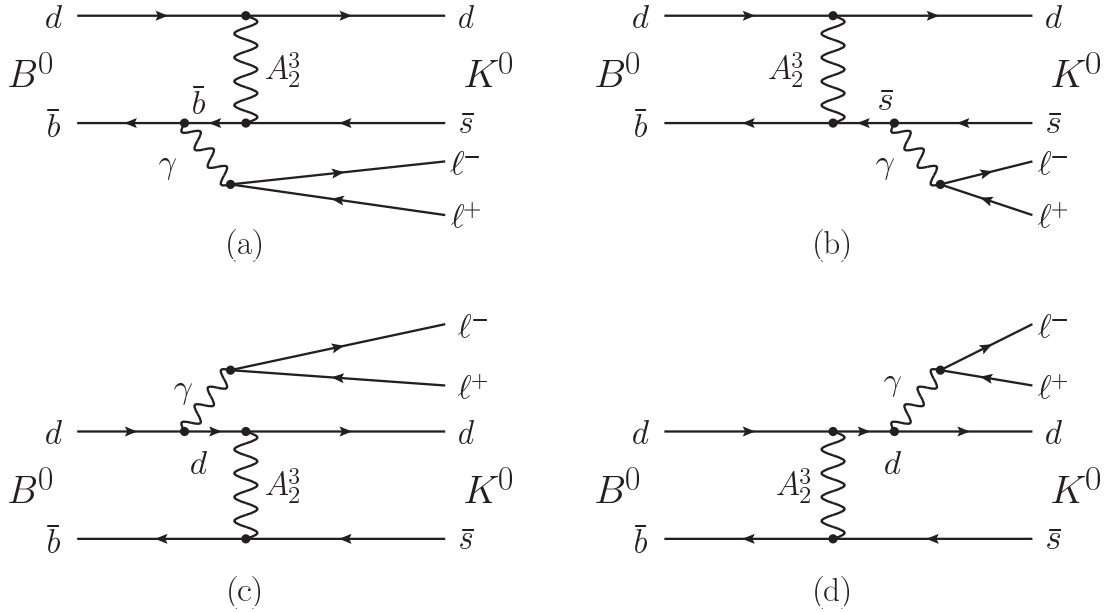 d d d d
B⁰ A₂³ K⁰ B⁰ A₂³ K⁰
b̄ b̄ s̄ b̄ s̄ s̄
γ ℓ⁻ γ ℓ⁻
ℓ⁺ ℓ⁺
(a) (b)
ℓ⁻ ℓ⁻
γ ℓ⁺ γ ℓ⁺
d d d d
d d
B⁰ A₂³ K⁰ B⁰ A₂³ K⁰
b̄ s̄ b̄ s̄
(c) (d)